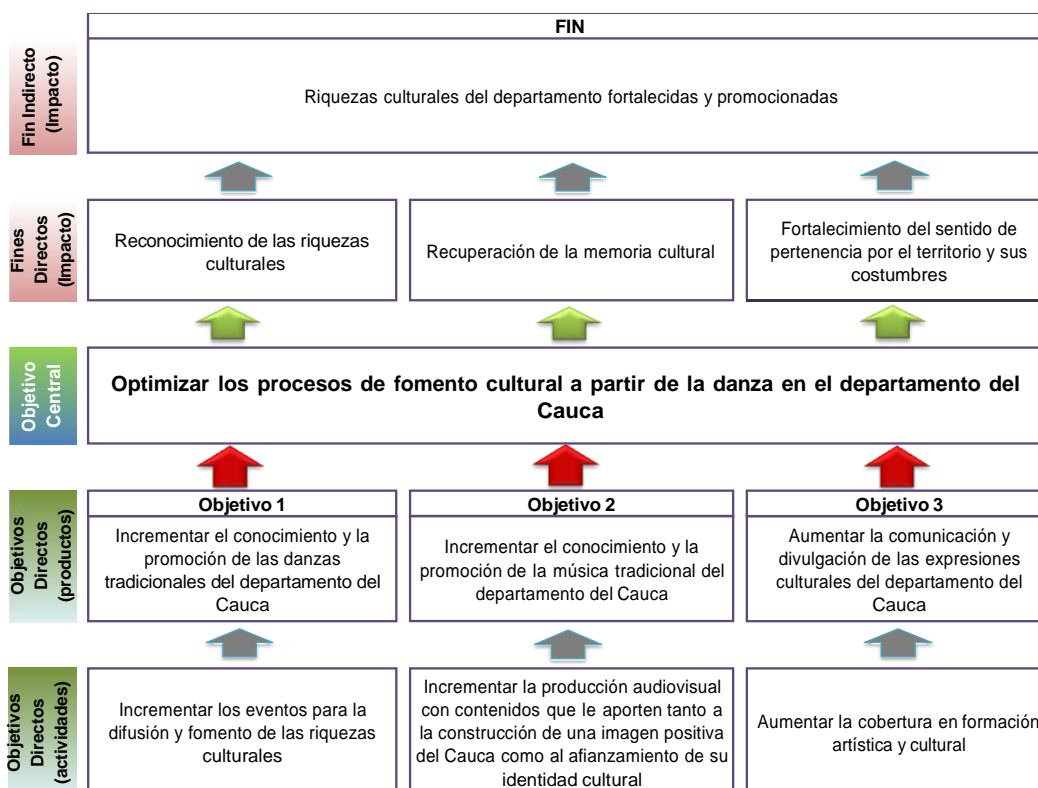 FIN
Fin Indirecto
(Impacto)
Riquezas culturales del departamento fortalecidas y promocionadas
Fines
Directos
(Impacto)
Reconocimiento de las riquezas
culturales
Recuperación de la memoria cultural
Fortalecimiento del sentido de
pertenencia por el territorio y sus
costumbres
Objetivo
Central
Optimizar los procesos de fomento cultural a partir de la danza en el departamento del
Cauca
Objetivos
Directos
(productos)
Objetivo 1
Incrementar el conocimiento y la
promoción de las danzas
tradicionales del departamento del
Cauca
Objetivo 2
Incrementar el conocimiento y la
promoción de la música tradicional del
departamento del Cauca
Objetivo 3
Aumentar la comunicación y
divulgación de las expresiones
culturales del departamento del
Cauca
Objetivos
Directos
(actividades)
Incrementar los eventos para la
difusión y fomento de las riquezas
culturales
Incrementar la producción audiovisual
con contenidos que le aporten tanto a
la construcción de una imagen positiva
del Cauca como al afianzamiento de su
identidad cultural
Aumentar la cobertura en formación
artística y cultural